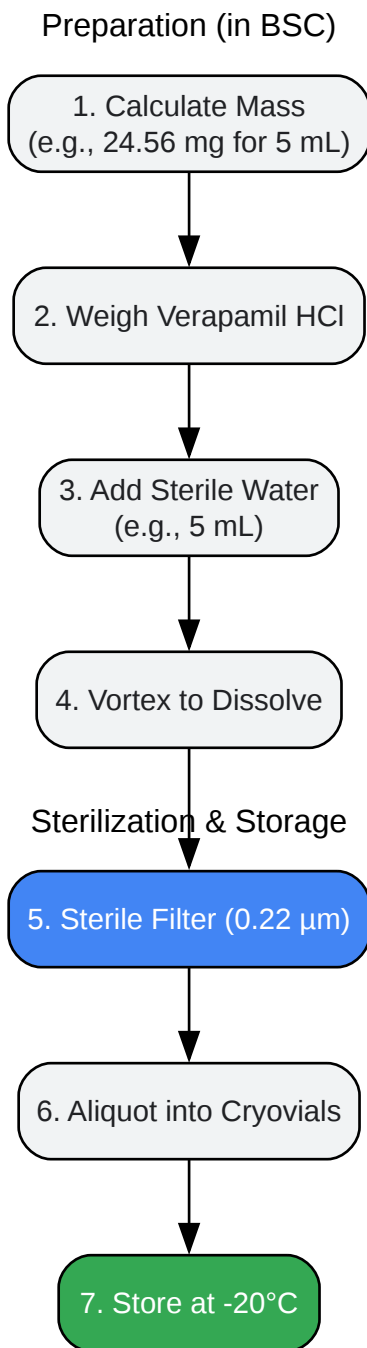 Preparation (in BSC)
1. Calculate Mass
(e.g., 24.56 mg for 5 mL)
2. Weigh Verapamil HCl
3. Add Sterile Water
(e.g., 5 mL)
4. Vortex to Dissolve
Sterilization & Storage
5. Sterile Filter (0.22 µm)
6. Aliquot into Cryovials
7. Store at -20°C